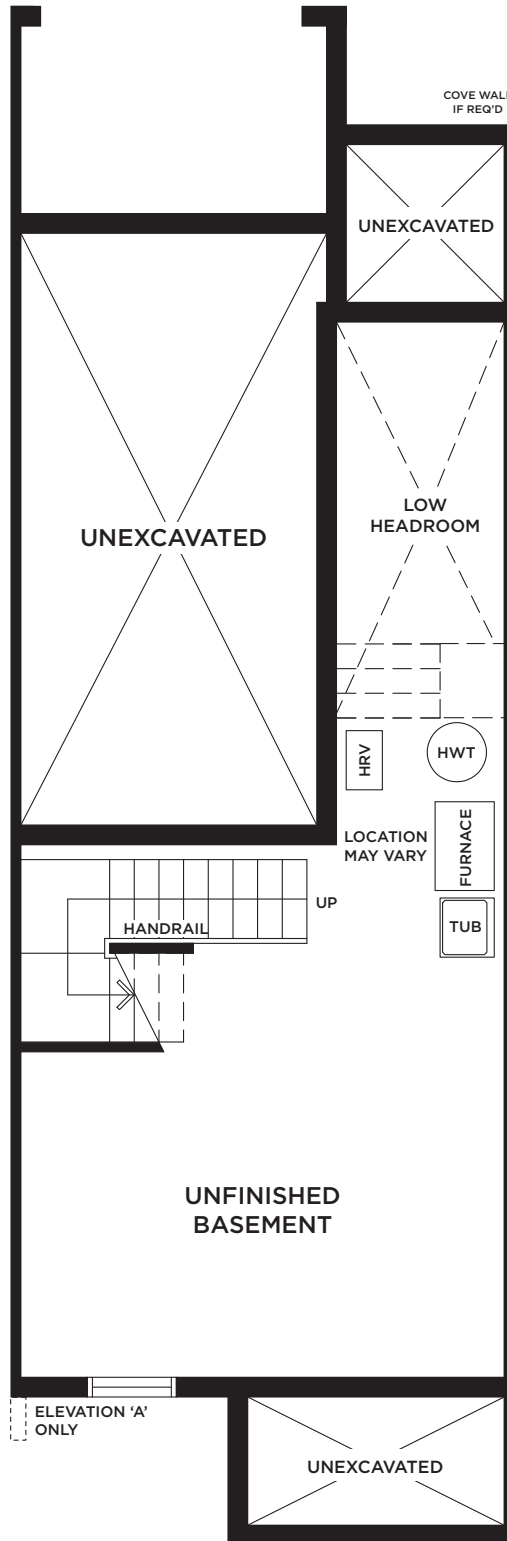 COVE WALL
IF REQ'D
UNEXCAVATED
LOW
HEADROOM
UNEXCAVATED
HRV
HWT
LOCATION
MAY VARY
FURNACE
UP
HANDRAIL
TUB
UNFINISHED
BASEMENT
ELEVATION ‘A’
ONLY
UNEXCAVATED